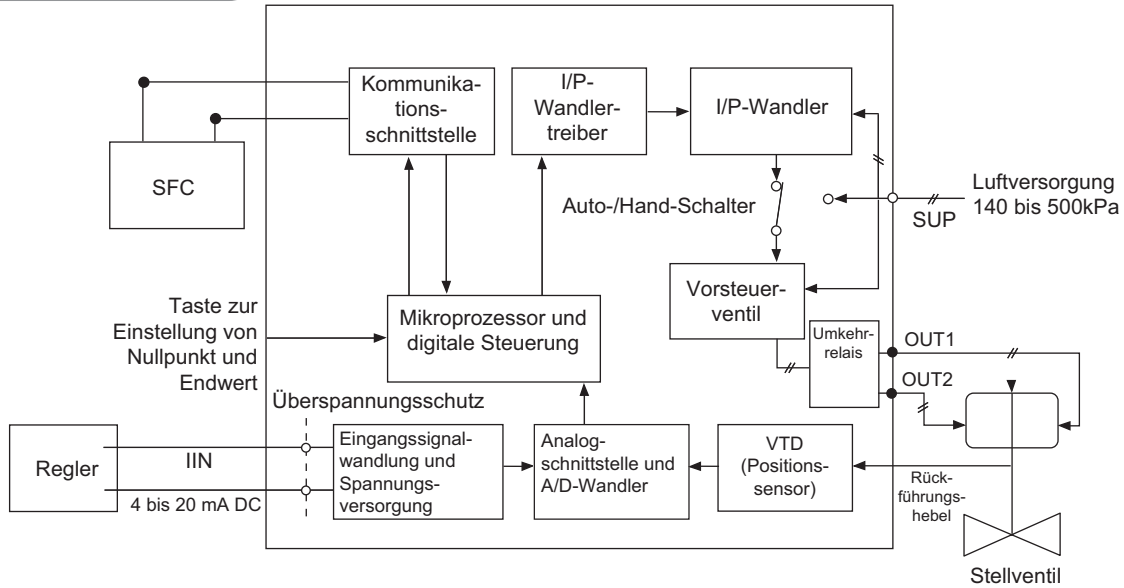 Kommunika-
tions-
schnittstelle
I/P-
Wandler-
treiber
I/P-Wandler
SFC
Auto-/Hand-Schalter
Luftversorgung
140 bis 500kPa
SUP
Taste zur
Einstellung von
Nullpunkt und
Endwert
Mikroprozessor und
digitale Steuerung
Vorsteuer-
ventil
Umkehr-
relais
OUT1
OUT2
Überspannungsschutz
Regler
IIN
4 bis 20 mA DC
Eingangssignal-
wandlung und
Spannungs-
versorgung
Analog-
schnittstelle und
A/D-Wandler
VTD
(Positions-
sensor)
Rück-
führungs-
hebel
Stellventil